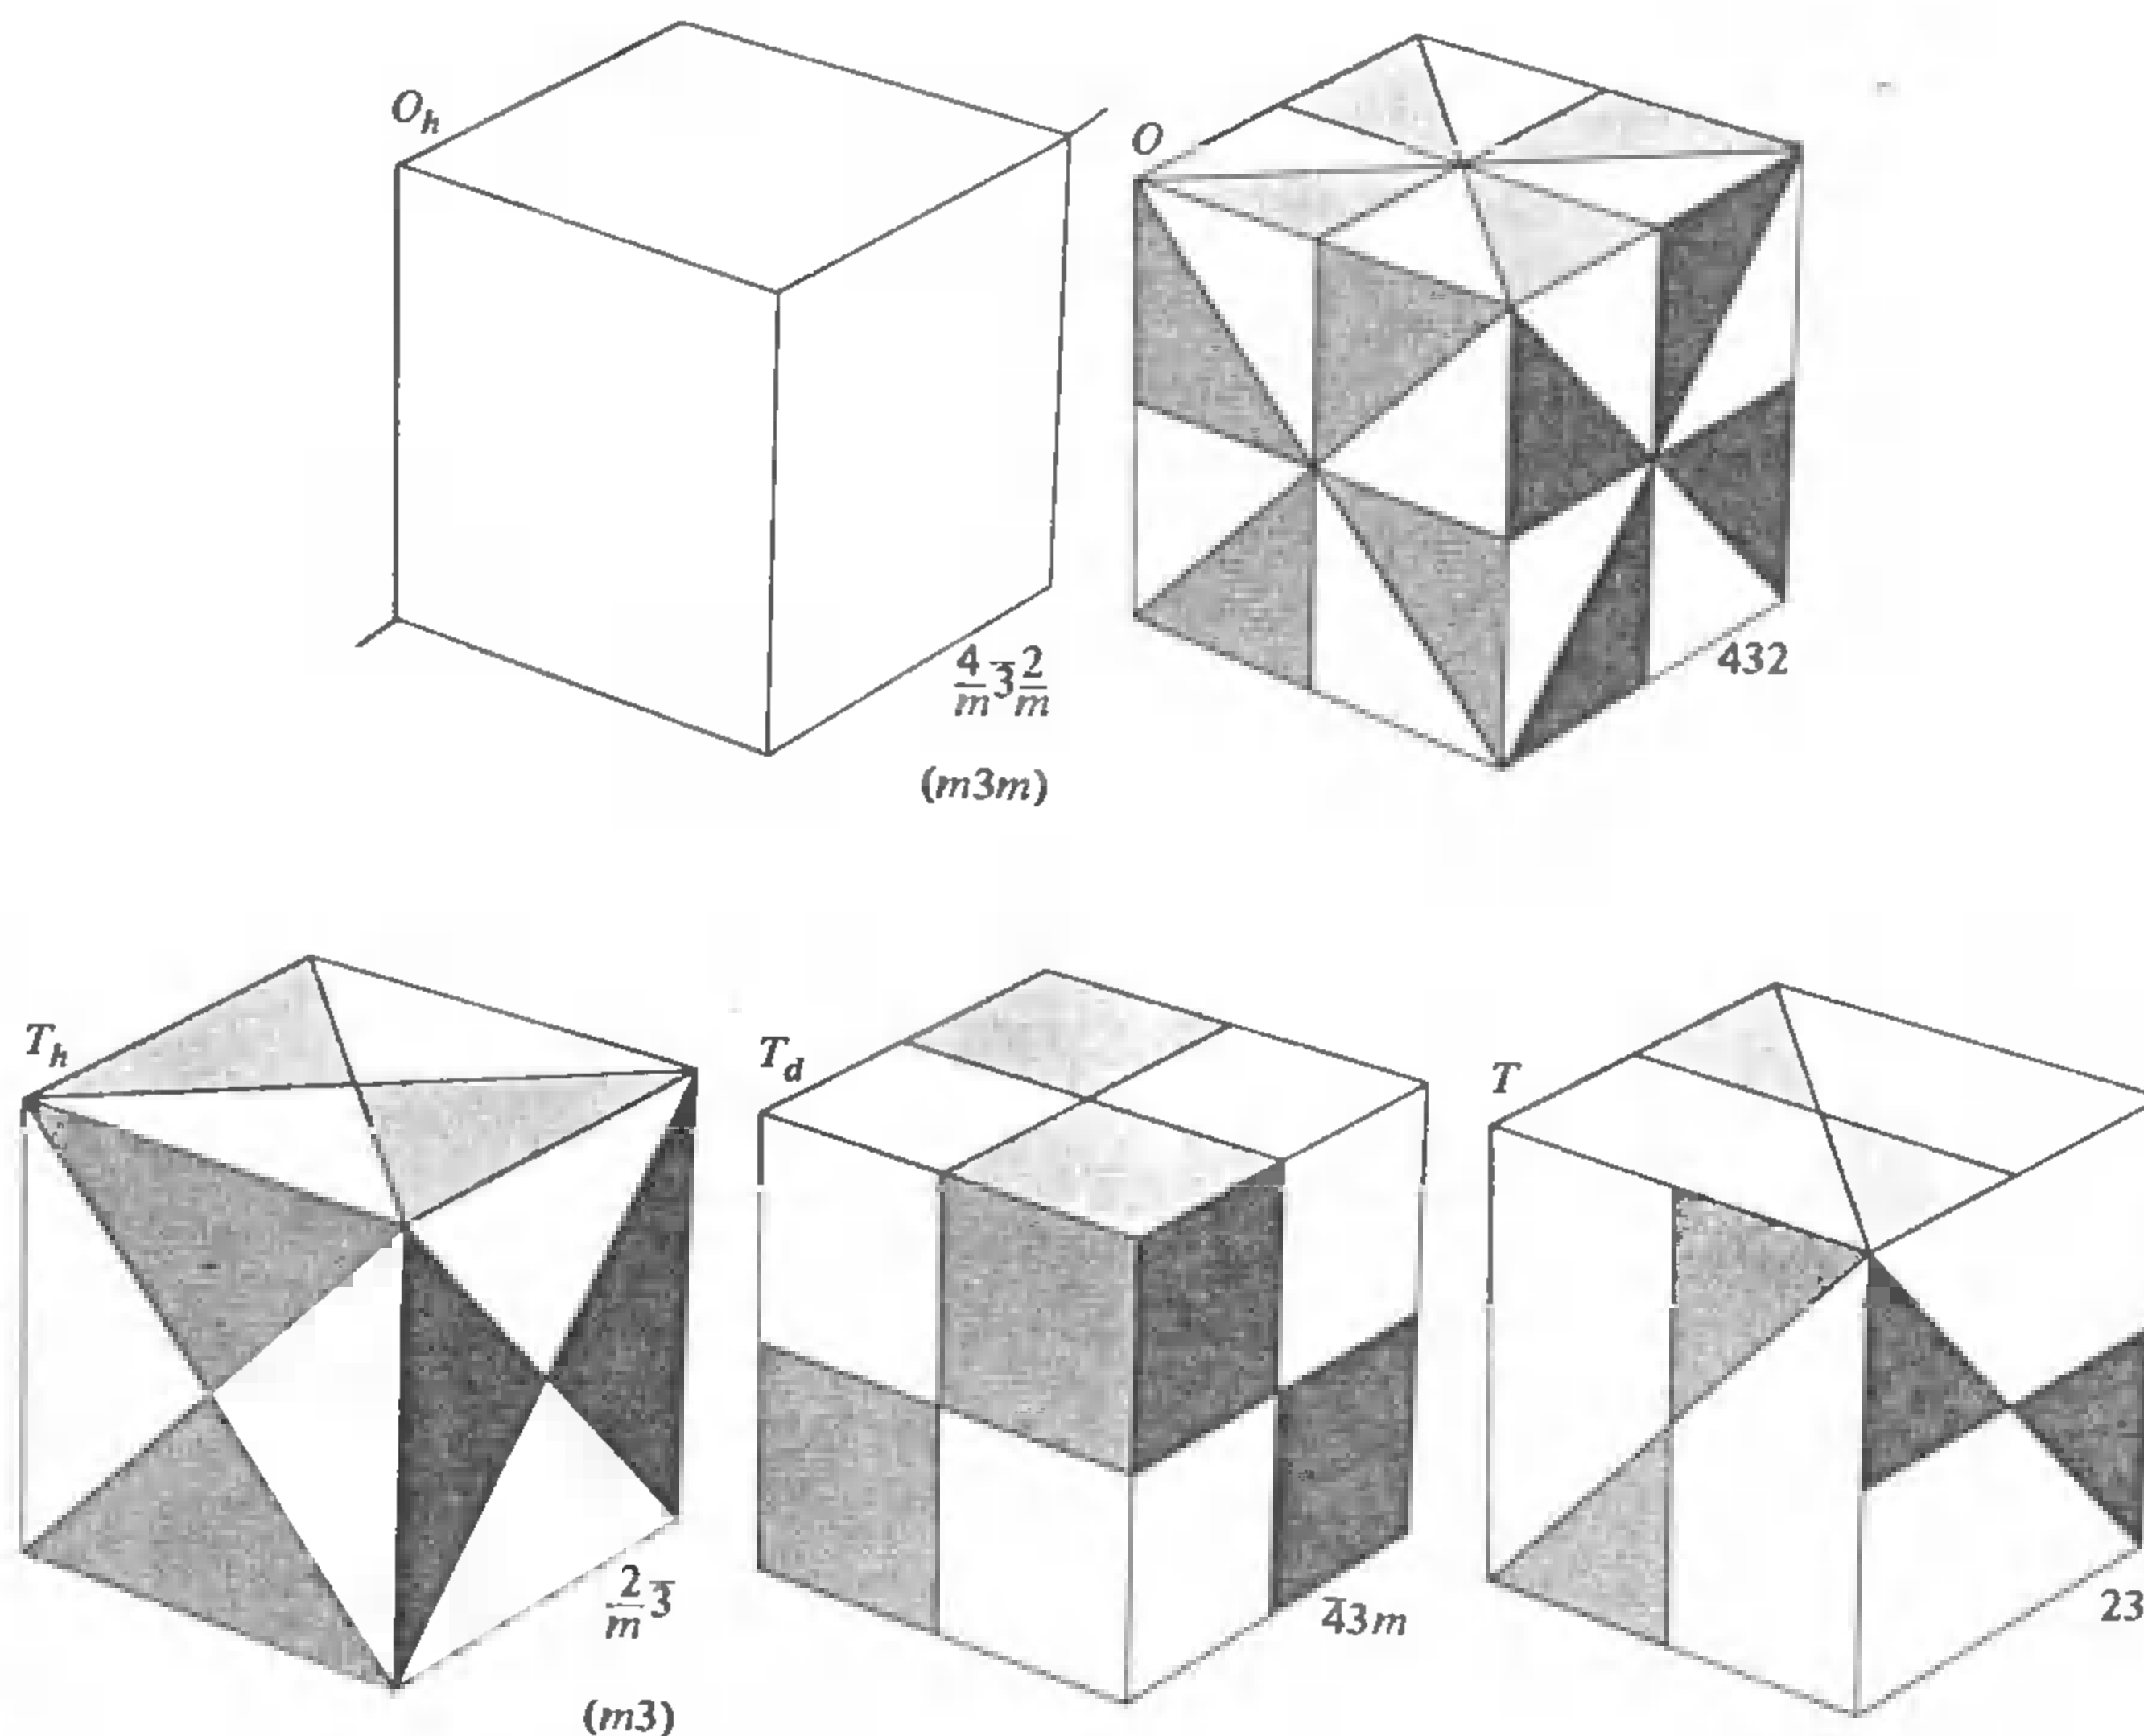 O_h
4/m 3̄ 2/m
(m3m)
O
432
T_h
2/m 3̄
(m3)
T_d
4̄3m
T
23